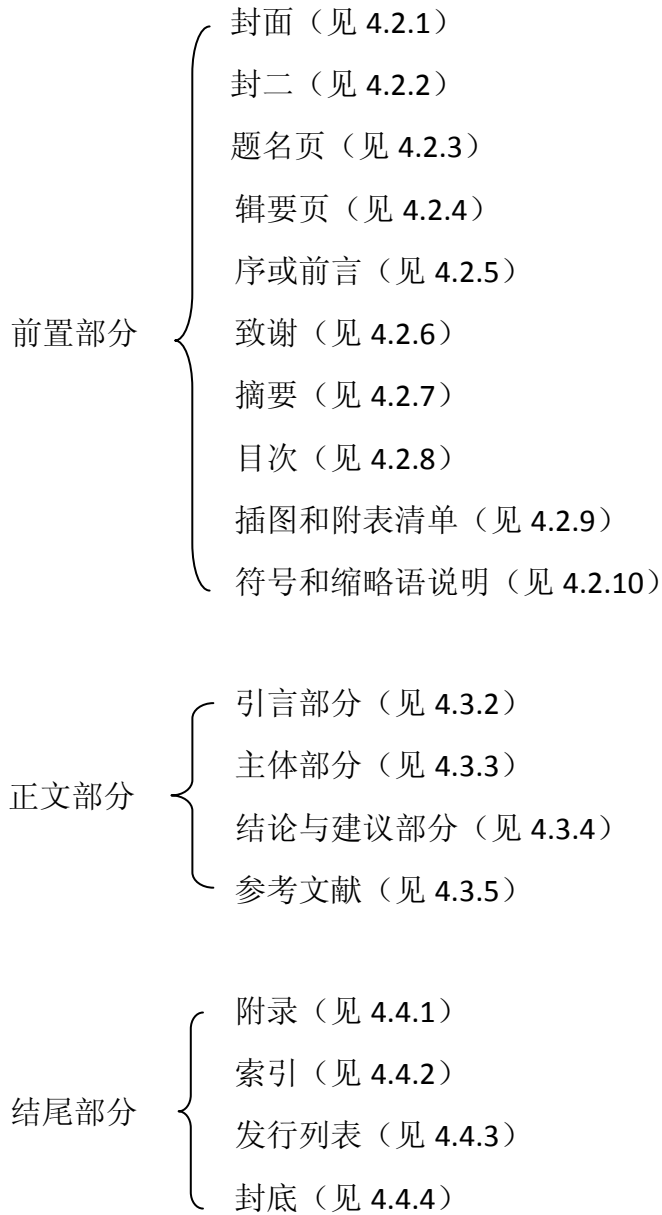 前置部分
封面（见 4.2.1）
封二（见 4.2.2）
题名页（见 4.2.3）
辑要页（见 4.2.4）
序或前言（见 4.2.5）
致谢（见 4.2.6）
摘要（见 4.2.7）
目次（见 4.2.8）
插图和附表清单（见 4.2.9）
符号和缩略语说明（见 4.2.10）
正文部分
引言部分（见 4.3.2）
主体部分（见 4.3.3）
结论与建议部分（见 4.3.4）
参考文献（见 4.3.5）
结尾部分
附录（见 4.4.1）
索引（见 4.4.2）
发行列表（见 4.4.3）
封底（见 4.4.4）